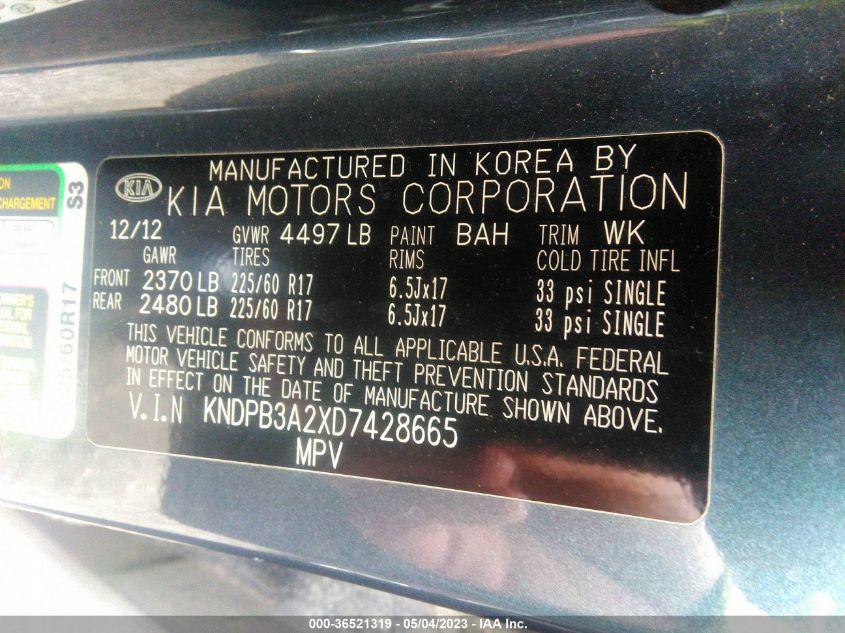 MANUFACTURED IN KOREA BY
KIA KIA MOTORS CORPORATION
12/12 GVWR 4497 LB PAINT BAH TRIM WK
GAWR TIRES RIMS COLD TIRE INFL
FRONT 2370 LB 225/60 R17 6.5Jx17 33 psi SINGLE
REAR 2480 LB 225/60 R17 6.5Jx17 33 psi SINGLE
THIS VEHICLE CONFORMS TO ALL APPLICABLE U.S.A. FEDERAL
MOTOR VEHICLE SAFETY AND THEFT PREVENTION STANDARDS
IN EFFECT ON THE DATE OF MANUFACTURE SHOWN ABOVE.
V.I.N KNDPB3A2XD7428665
MPV
CHARGEMENT
S3
5/60R17
000-36521319 - 05/04/2023 - IAA Inc.